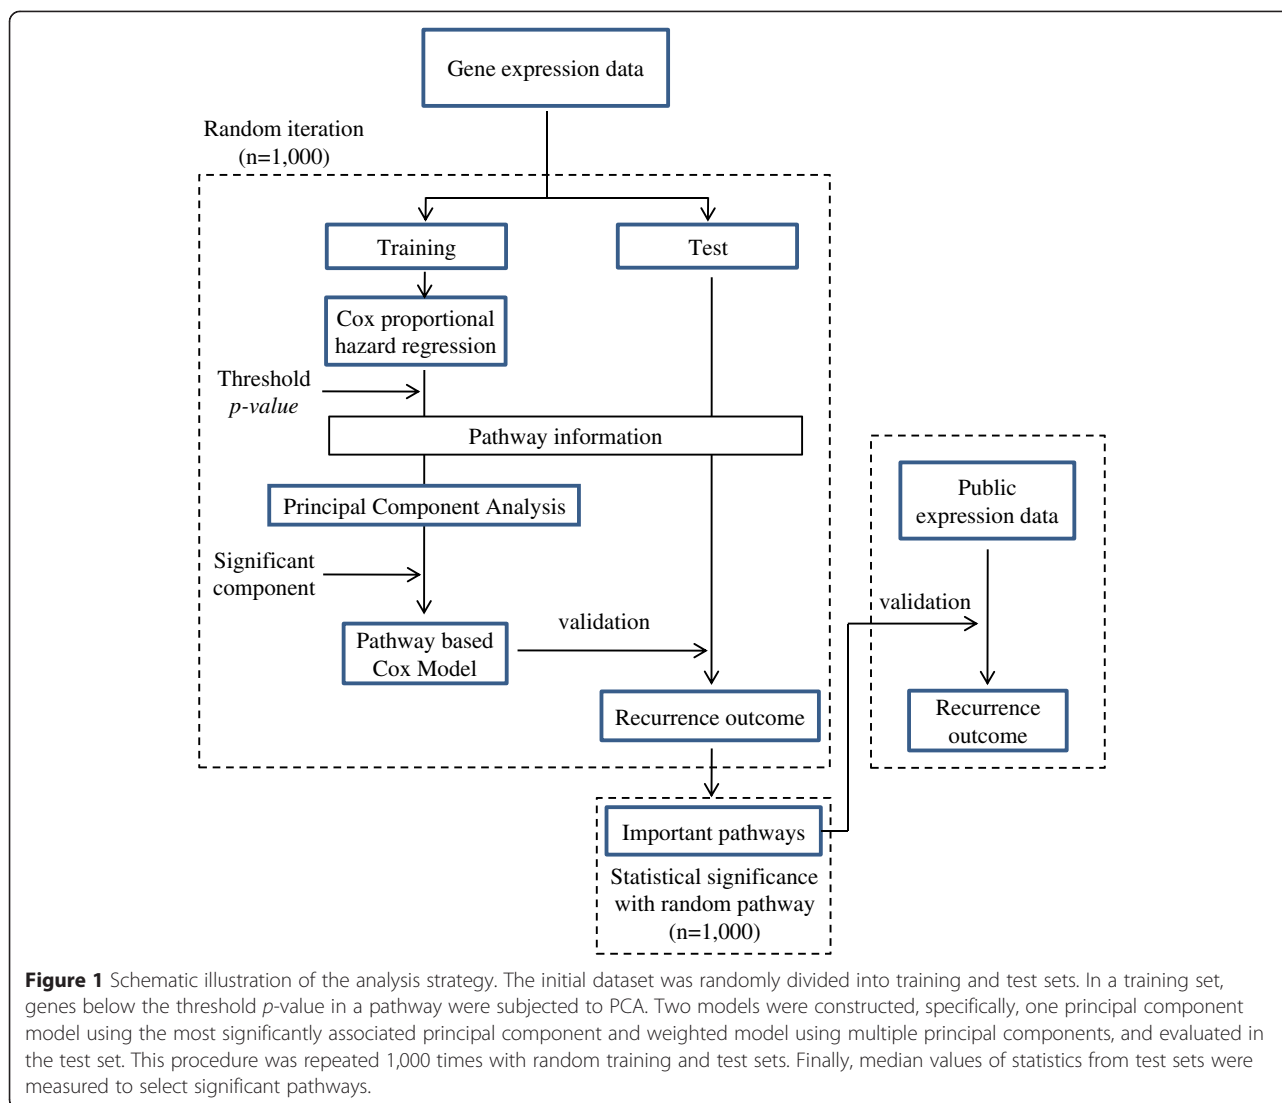 Gene expression data
Random iteration
(n=1,000)
Training
Test
Cox proportional
hazard regression
Threshold
p-value
Pathway information
Principal Component Analysis
Significant
component
Pathway based
Cox Model
validation
Recurrence outcome
Public
expression data
validation
Recurrence
outcome
Important pathways
Statistical significance
with random pathway
(n=1,000)
Figure 1 Schematic illustration of the analysis strategy. The initial dataset was randomly divided into training and test sets. In a training set,
genes below the threshold p-value in a pathway were subjected to PCA. Two models were constructed, specifically, one principal component
model using the most significantly associated principal component and weighted model using multiple principal components, and evaluated in
the test set. This procedure was repeated 1,000 times with random training and test sets. Finally, median values of statistics from test sets were
measured to select significant pathways.